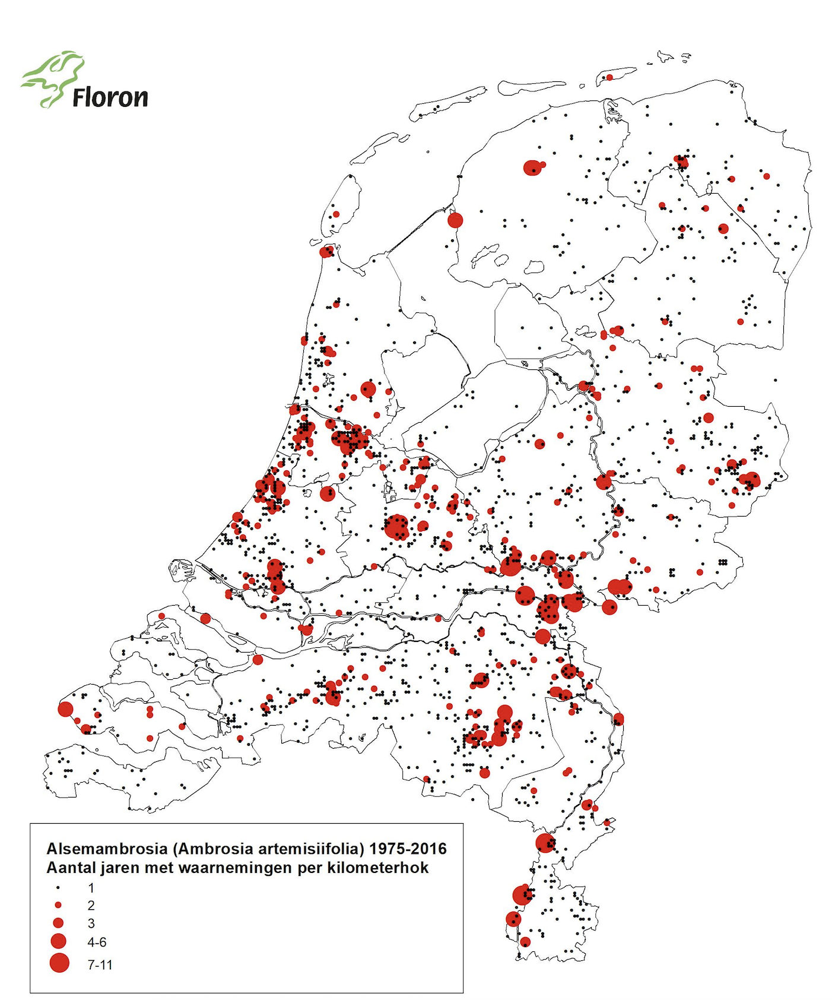 Floron
Alsemambrosia (Ambrosia artemisiifolia) 1975-2016
Aantal jaren met waarnemingen per kilometerhok
1
2
3
4-6
7-11